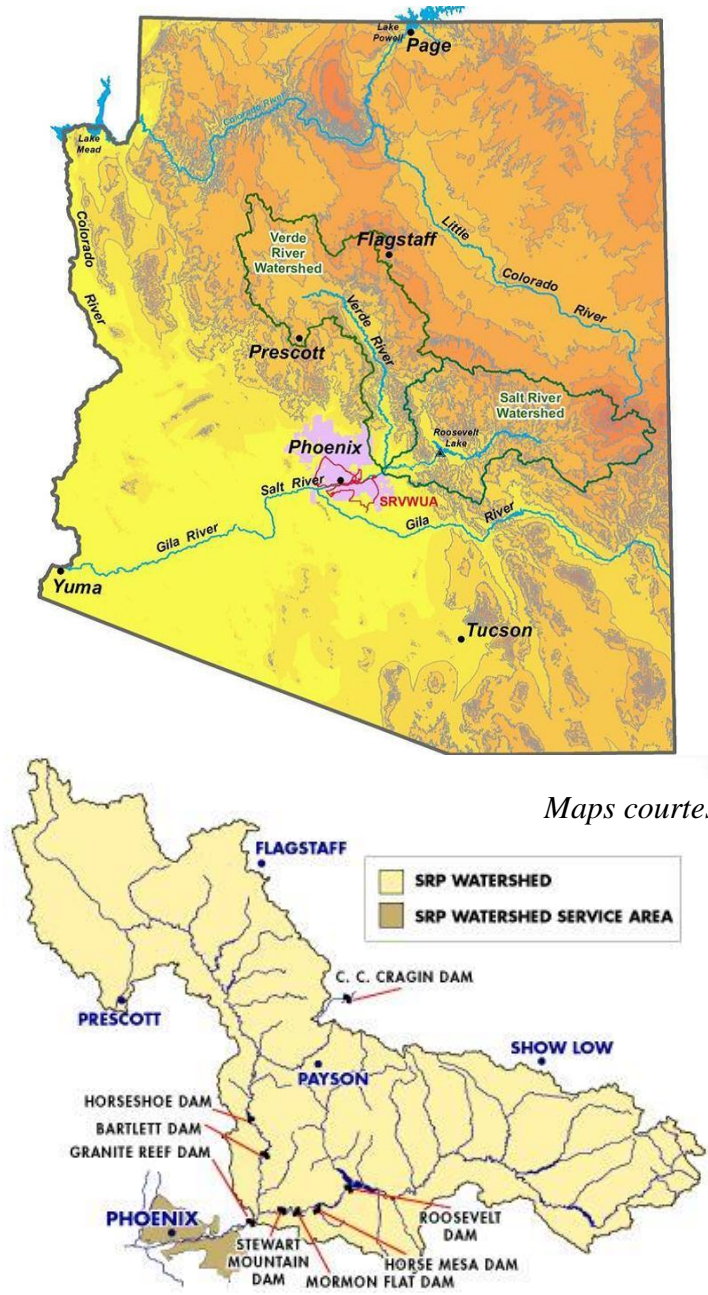 Lake
Powell
Page
Colorado River
Lake
Mead
Colorado
River
Verde
River
Watershed
Flagstaff
Little
Colorado
River
Verde River
Prescott
Salt River
Watershed
Roosevelt
Lake
Phoenix
Salt River
SRVWUA
Gila River
Gila River
Yuma
Tucson
Maps courtes
FLAGSTAFF
SRP WATERSHED
SRP WATERSHED SERVICE AREA
C. C. CRAGIN DAM
PRESCOTT
SHOW LOW
PAYSON
HORSESHOE DAM
BARTLETT DAM
GRANITE REEF DAM
PHOENIX
STEWART
MOUNTAIN
DAM
ROOSEVELT
DAM
HORSE MESA DAM
MORMON FLAT DAM